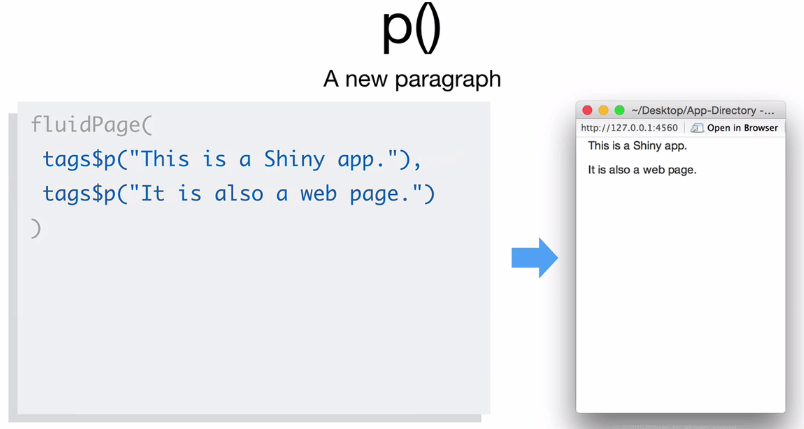 p()
A new paragraph
fluidPage(
tags$p("This is a Shiny app."),
tags$p("It is also a web page.")
)
~/Desktop/App-Directory -...
http://127.0.0.1:4560 Open in Browser
This is a Shiny app.
It is also a web page.